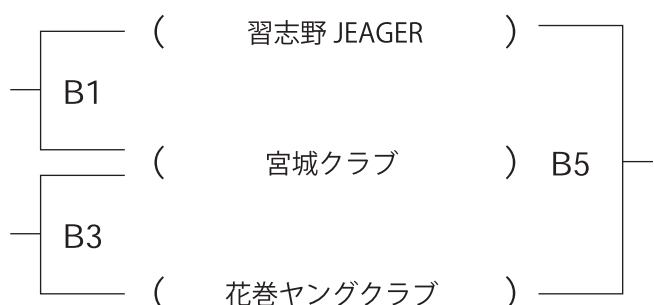 ( 習志野 JEAGER )
B1
( 宮城クラブ ) B5
B3
( 花巻ヤングクラブ )